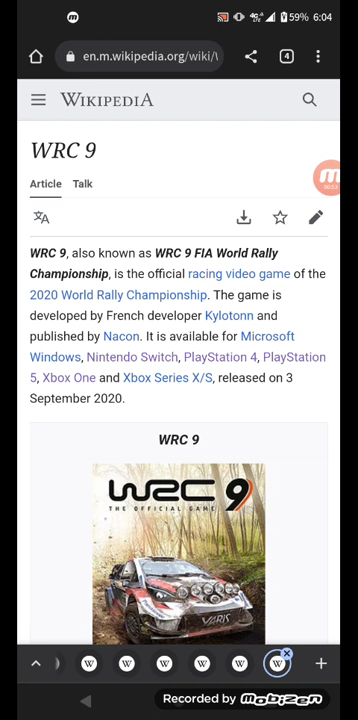 59% 6:04
en.m.wikipedia.org/wiki/
4
WIKIPEDIA
WRC 9
00:53
Article Talk
WRC 9, also known as WRC 9 FIA World Rally
Championship, is the official racing video game of the
2020 World Rally Championship. The game is
developed by French developer Kylotonn and
published by Nacon. It is available for Microsoft
Windows, Nintendo Switch, PlayStation 4, PlayStation
5, Xbox One and Xbox Series X/S, released on 3
September 2020.
WRC 9
WRC 9
THE OFFICIAL GAME
YARIS
W W W W W W
Recorded by mobizen